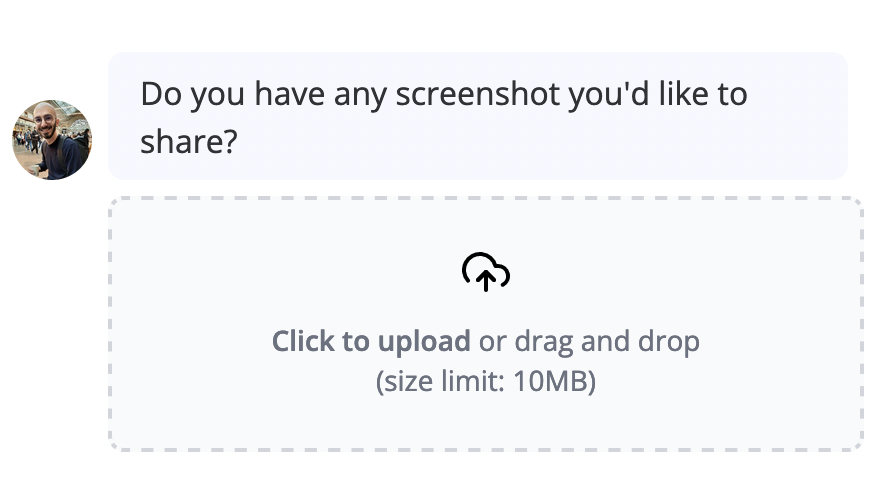 Do you have any screenshot you'd like to
share?
Click to upload or drag and drop
(size limit: 10MB)